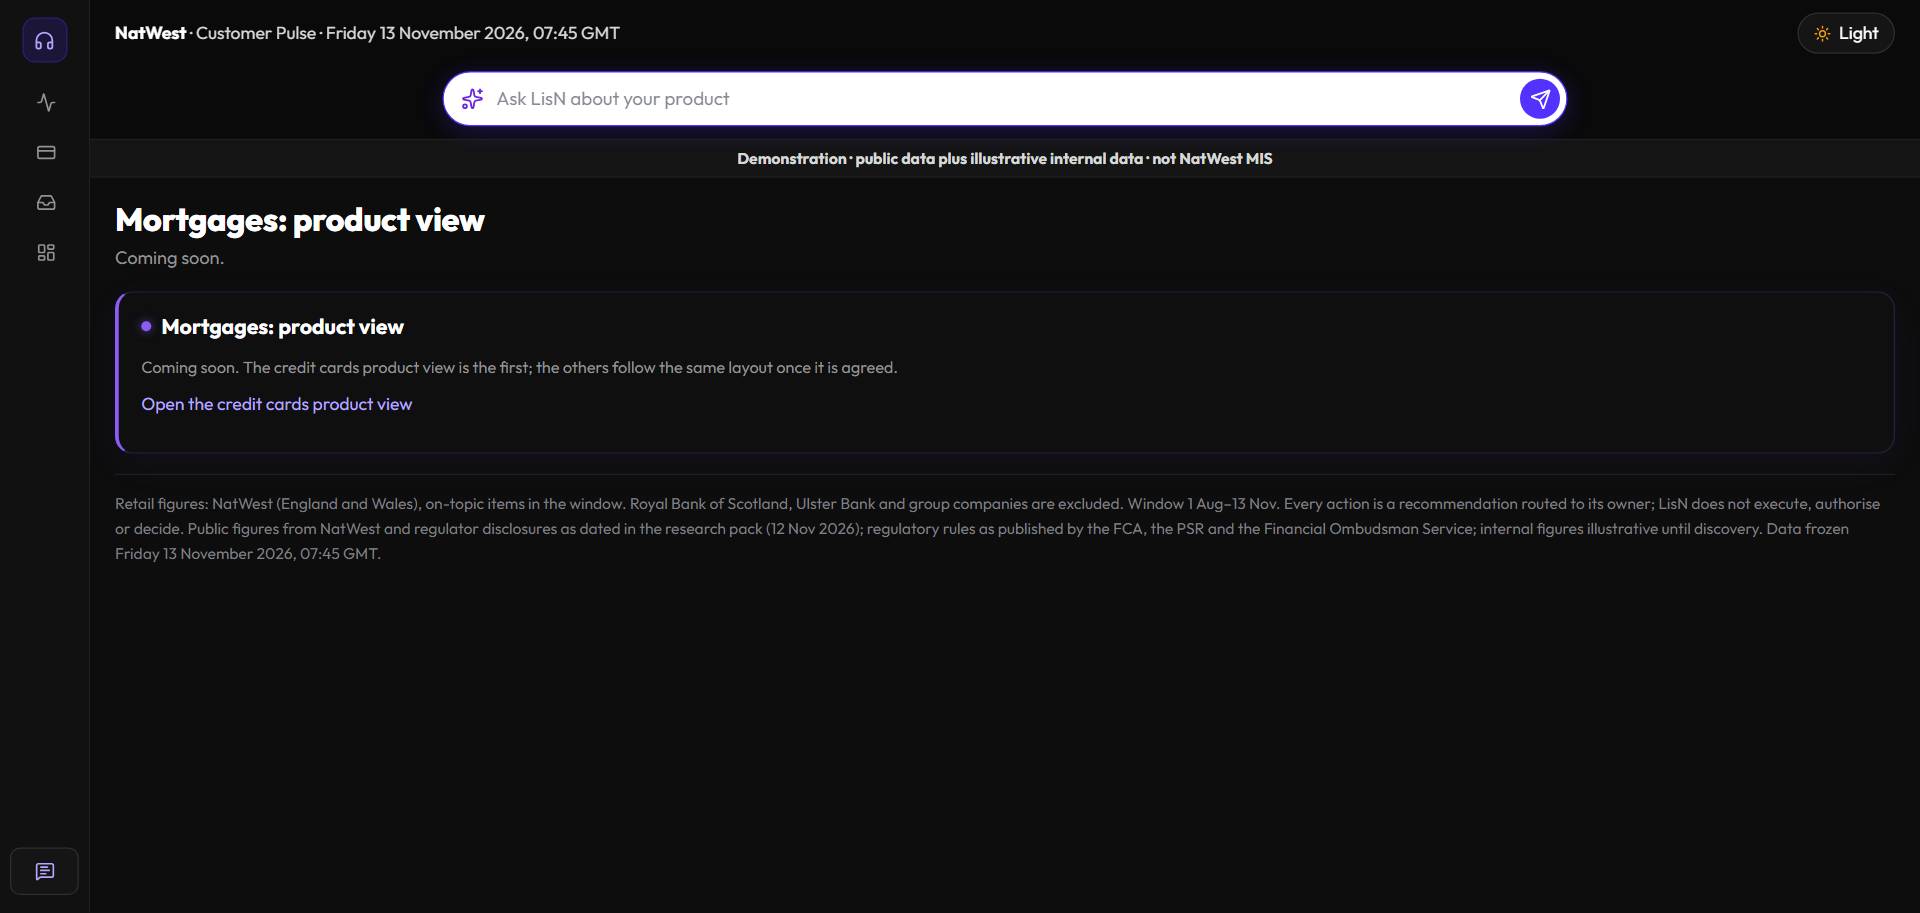 NatWest · Customer Pulse · Friday 13 November 2026, 07:45 GMT
Light
Ask LisN about your product
Demonstration · public data plus illustrative internal data · not NatWest MIS
Mortgages: product view
Coming soon.
Mortgages: product view
Coming soon. The credit cards product view is the first; the others follow the same layout once it is agreed.
Open the credit cards product view
Retail figures: NatWest (England and Wales), on-topic items in the window. Royal Bank of Scotland, Ulster Bank and group companies are excluded. Window 1 Aug–13 Nov. Every action is a recommendation routed to its owner; LisN does not execute, authorise
or decide. Public figures from NatWest and regulator disclosures as dated in the research pack (12 Nov 2026); regulatory rules as published by the FCA, the PSR and the Financial Ombudsman Service; internal figures illustrative until discovery. Data frozen
Friday 13 November 2026, 07:45 GMT.